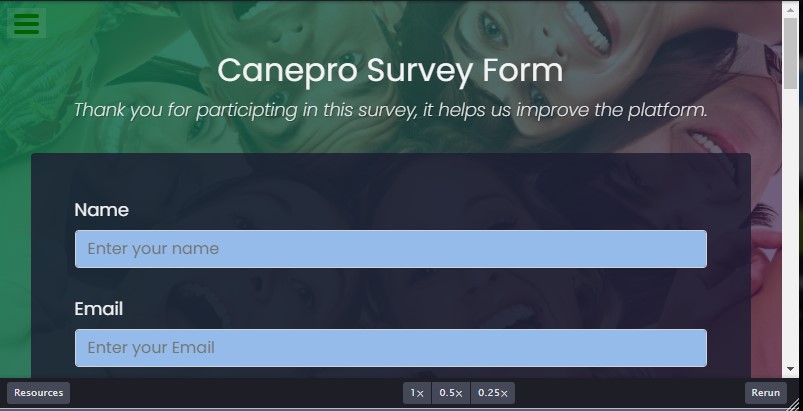 Canepro Survey Form
Thank you for participting in this survey, it helps us improve the platform.
Name
Enter your name
Email
Enter your Email
Resources
1×
0.5×
0.25×
Rerun